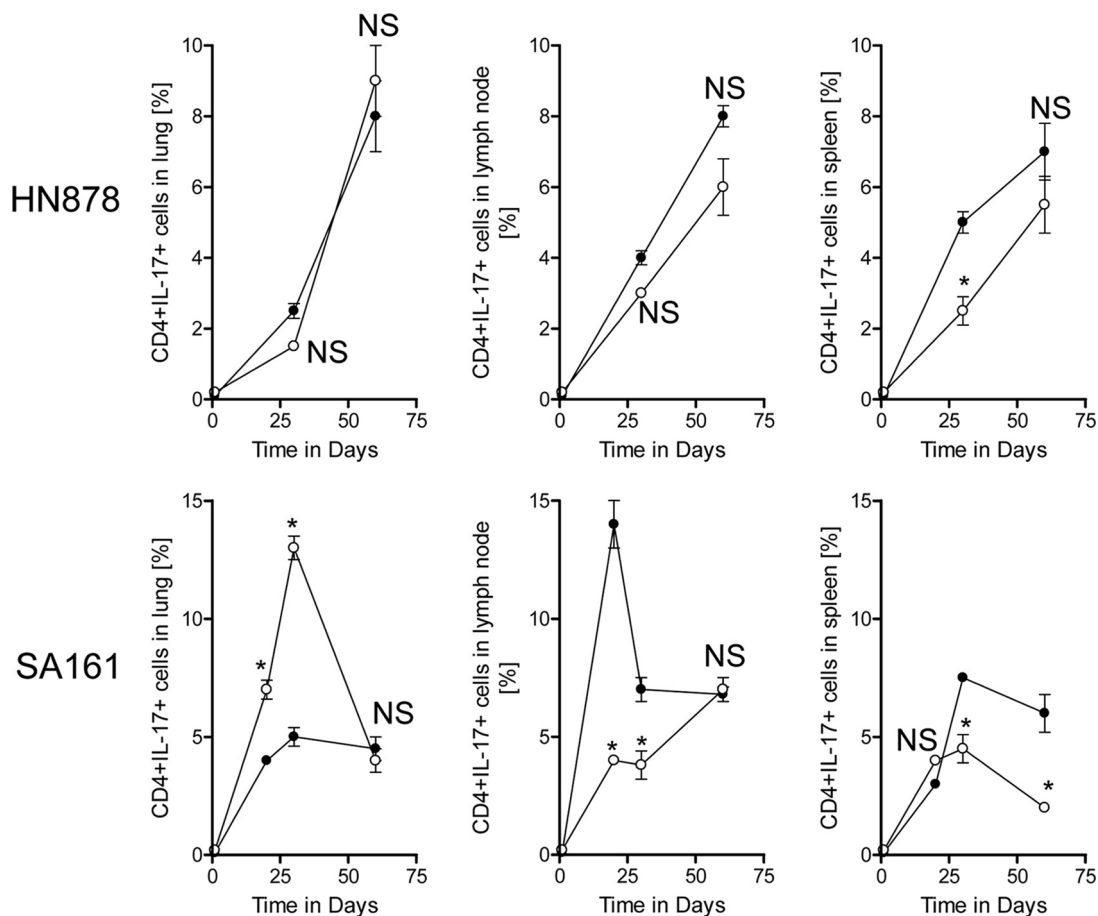 HN878
NS
NS
CD4+IL-17+ cells in lung [%]
10
8
6
4
2
0
0 25 50 75
Time in Days
NS
NS
CD4+IL-17+ cells in lymph node
[%]
10
8
6
4
2
0
0 25 50 75
Time in Days
NS
*
CD4+IL-17+ cells in spleen [%]
10
8
6
4
2
0
0 25 50 75
Time in Days
SA161
*
*
NS
CD4+IL-17+ cells in lung [%]
15
10
5
0
0 25 50 75
Time in Days
NS
* *
CD4+IL-17+ cells in lymph node
[%]
15
10
5
0
0 25 50 75
Time in Days
NS
*
*
CD4+IL-17+ cells in spleen [%]
15
10
5
0
0 25 50 75
Time in Days